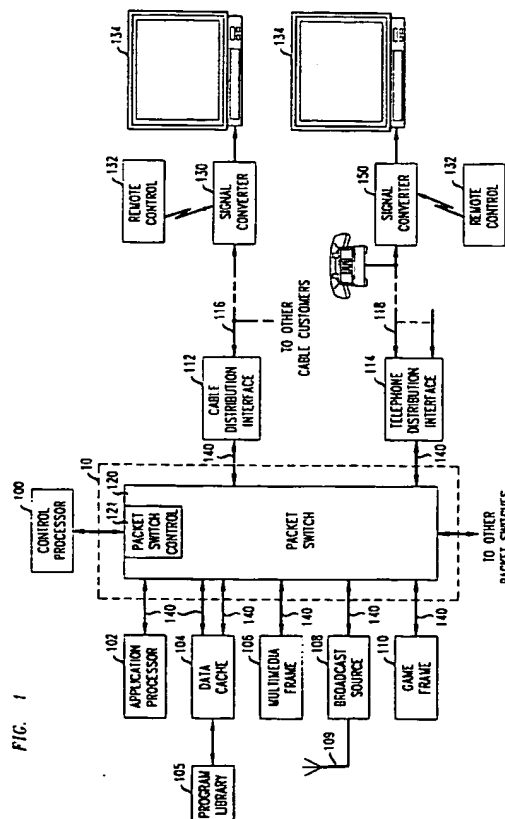 FIG. 1
100
CONTROL
PROCESSOR
10
120
121
PACKET
SWITCH
CONTROL
PACKET
SWITCH
102
APPLICATION
PROCESSOR
140
104
DATA
CACHE
140
105
PROGRAM
LIBRARY
106
MULTIMEDIA
FRAME
140
108
BROADCAST
SOURCE
140
109
110
GAME
FRAME
140
TO OTHER
PACKET SWITCHES
112
CABLE
DISTRIBUTION
INTERFACE
140
116
TO OTHER
CABLE CUSTOMERS
114
TELEPHONE
DISTRIBUTION
INTERFACE
140
118
132
REMOTE
CONTROL
130
SIGNAL
CONVERTER
134
150
SIGNAL
CONVERTER
132
REMOTE
CONTROL
134